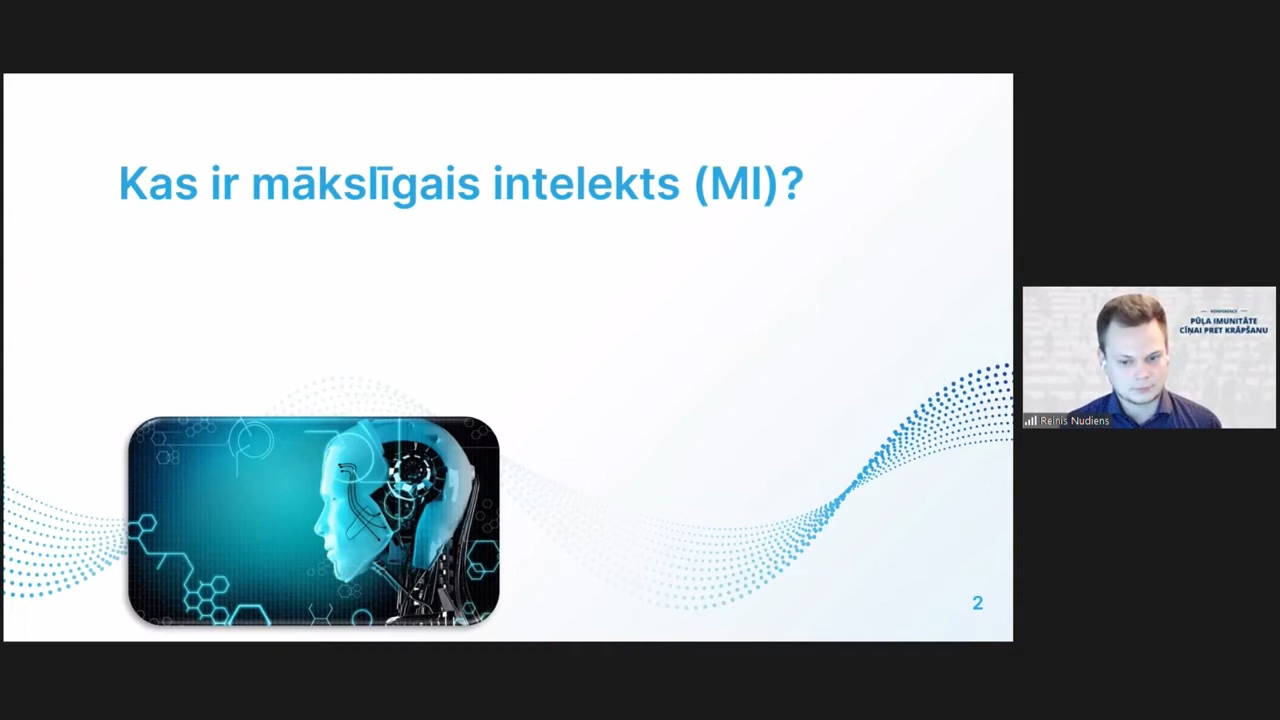 Kas ir mākslīgais intelekts (MI)?
2
KONFERENCE
PŪĻA IMUNITĀTE
CĪŅAI PRET KRĀPŠANU
Reinis Nudiens